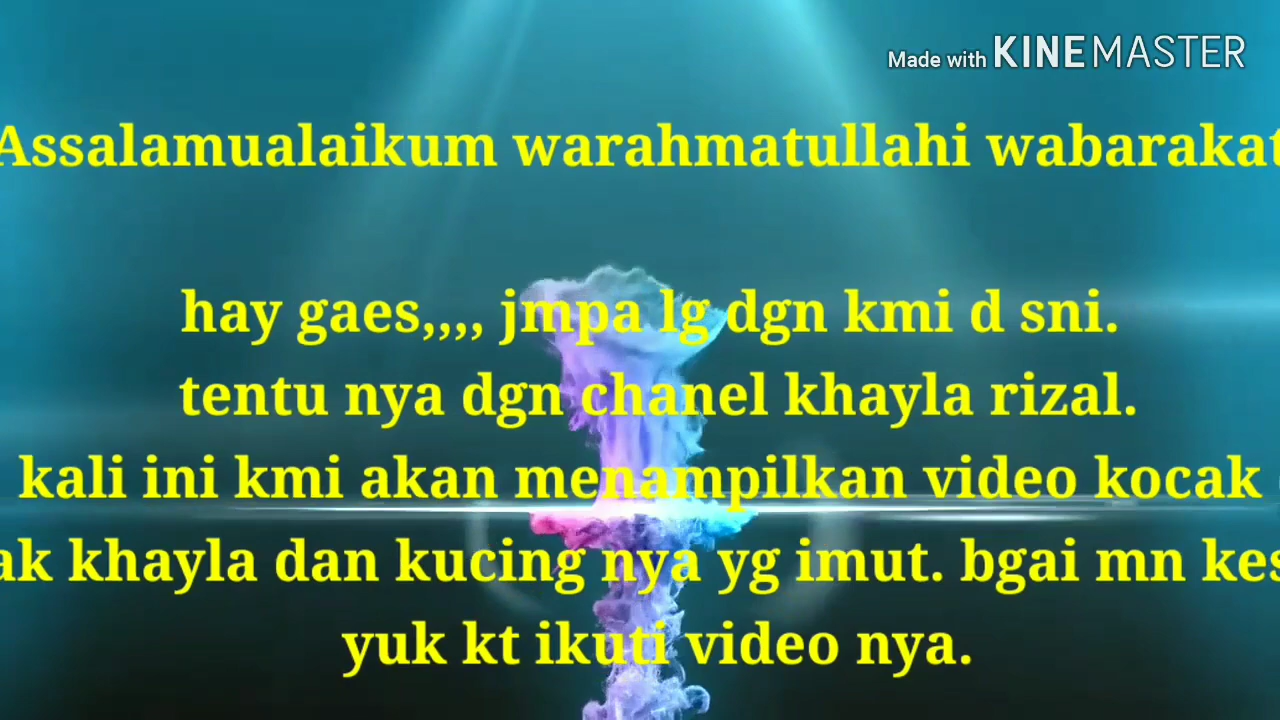 Made with KINEMASTER
Assalamualaikum warahmatullahi wabarakat
hay gaes,,,, jmpa lg dgn kmi d sni.
tentu nya dgn chanel khayla rizal.
kali ini kmi akan menampilkan video kocak
ak khayla dan kucing nya yg imut. bgai mn kes
yuk kt ikuti video nya.